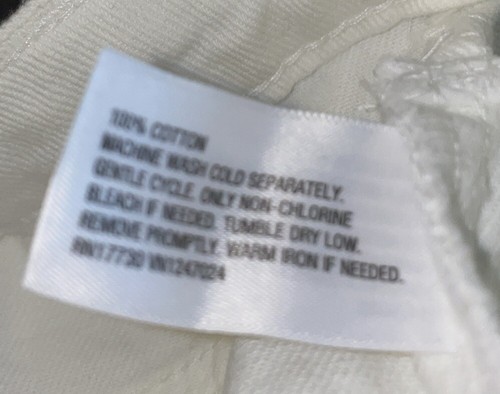 100% COTTON
MACHINE WASH COLD SEPARATELY.
GENTLE CYCLE. ONLY NON-CHLORINE
BLEACH IF NEEDED. TUMBLE DRY LOW.
REMOVE PROMPTLY. WARM IRON IF NEEDED.
RN17730 VN1247024